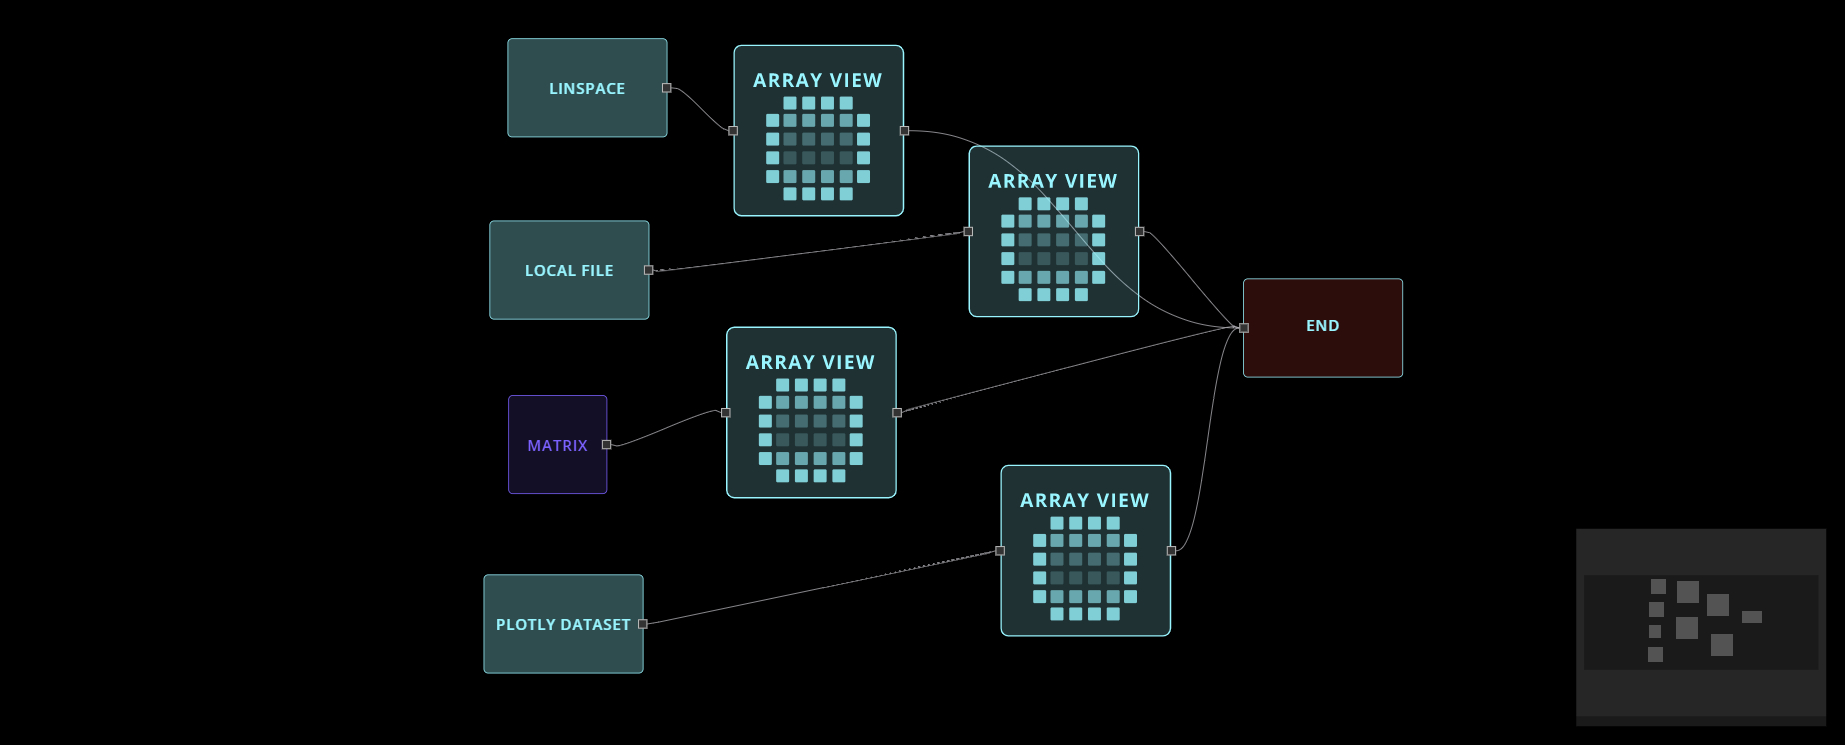 LINSPACE
ARRAY VIEW
ARRAY VIEW
LOCAL FILE
END
ARRAY VIEW
MATRIX
ARRAY VIEW
PLOTLY DATASET